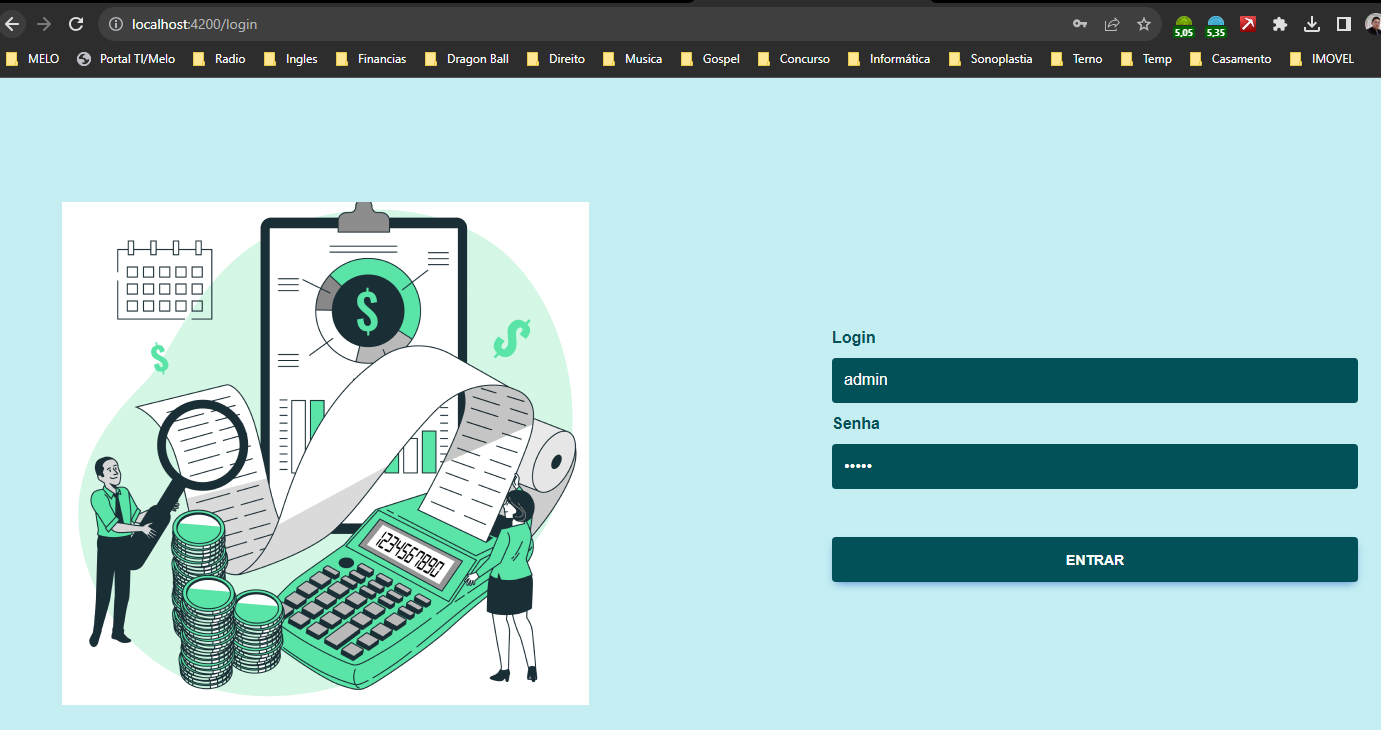 localhost:4200/login
5,05 5,35
MELO Portal TI/Melo Radio Ingles Financias Dragon Ball Direito Musica Gospel Concurso Informática Sonoplastia Terno Temp Casamento IMOVEL
$
$
$
1234567890
Login
admin
Senha
•••••
ENTRAR